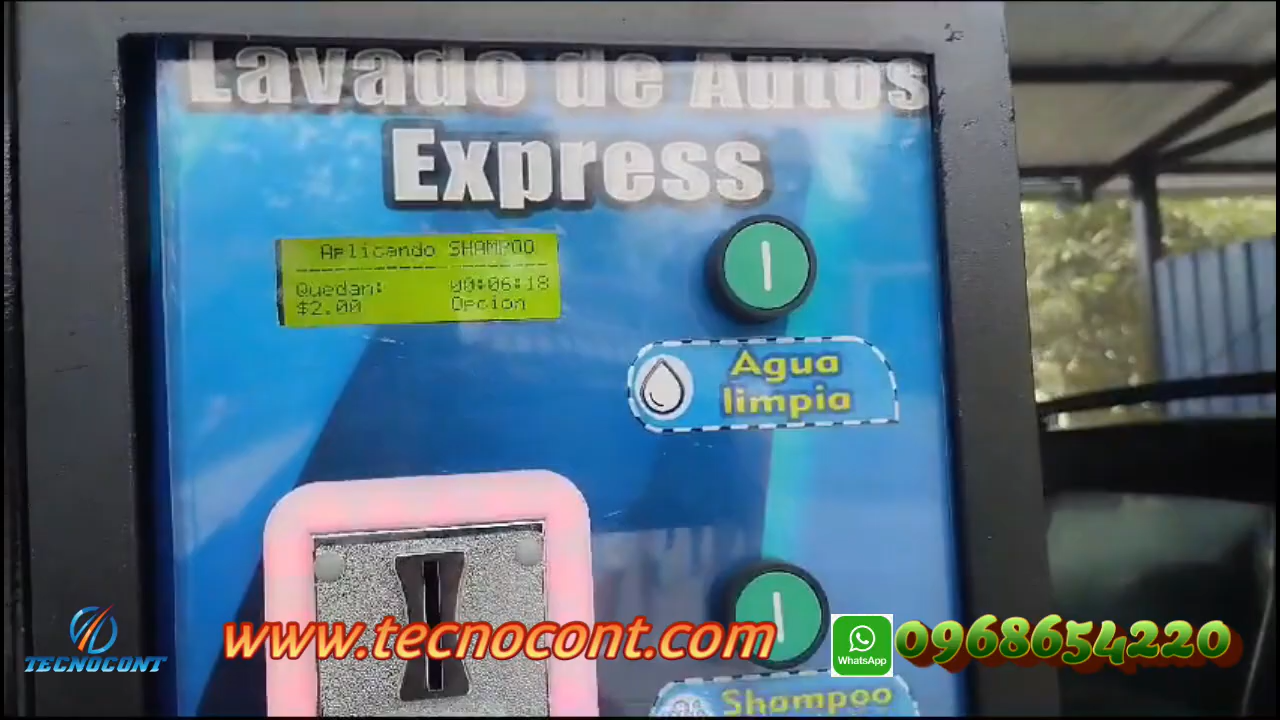 Lavado de Autos
Express
Aplicando SHAMPOO
Quedan: 00:06:18
$2.00 Opcion
Agua
limpia
Shampoo
TECNOCONT
www.tecnocont.com
WhatsApp
0968654220